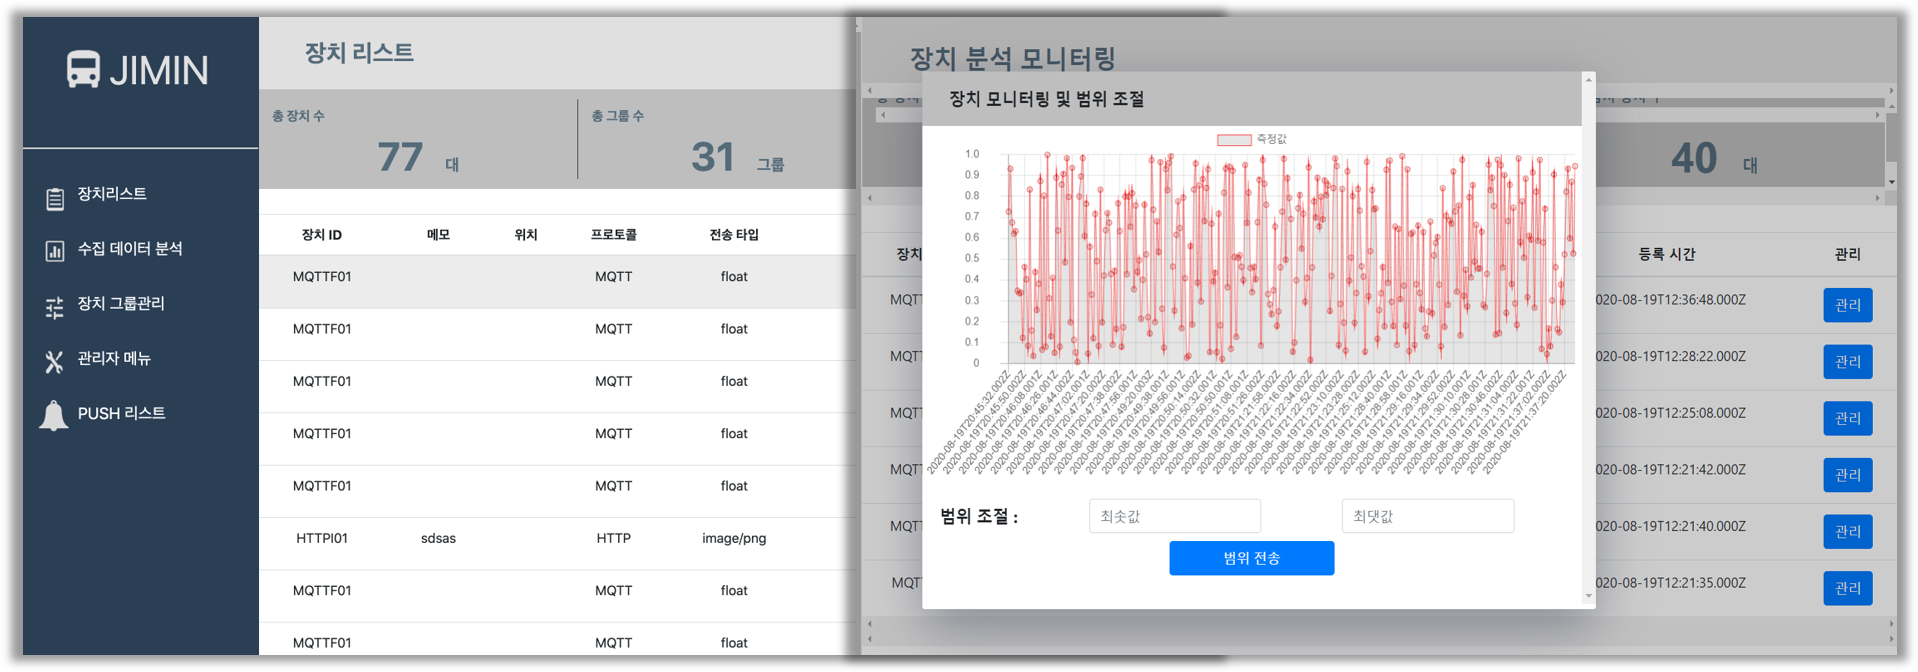 JIMIN
장치리스트
수집 데이터 분석
장치 그룹관리
관리자 메뉴
PUSH 리스트
장치 리스트
총 장치 수
77 대
총 그룹 수
31 그룹
장치 ID 메모 위치 프로토콜 전송 타입
MQTTF01 MQTT float
MQTTF01 MQTT float
MQTTF01 MQTT float
MQTTF01 MQTT float
MQTTF01 MQTT float
HTTPI01 sdsas HTTP image/png
MQTTF01 MQTT float
MQTTF01 MQTT float
장치 분석 모니터링
40 대
장치 모니터링 및 범위 조절
측정값
1.0
0.9
0.8
0.7
0.6
0.5
0.4
0.3
0.2
0.1
0
2020-08-19T20:45:32.002Z
2020-08-19T20:45:50.002Z
2020-08-19T20:46:08.001Z
2020-08-19T20:46:26.001Z
2020-08-19T20:46:44.002Z
2020-08-19T20:47:02.001Z
2020-08-19T20:47:20.002Z
2020-08-19T20:47:38.002Z
2020-08-19T20:47:56.001Z
2020-08-19T20:49:20.003Z
2020-08-19T20:49:38.001Z
2020-08-19T20:49:56.001Z
2020-08-19T20:50:14.002Z
2020-08-19T20:50:32.001Z
2020-08-19T20:50:50.001Z
2020-08-19T20:51:08.001Z
2020-08-19T20:51:26.002Z
2020-08-19T21:21:58.002Z
2020-08-19T21:22:16.002Z
2020-08-19T21:22:34.002Z
2020-08-19T21:22:52.002Z
2020-08-19T21:23:10.002Z
2020-08-19T21:23:28.002Z
2020-08-19T21:25:12.002Z
2020-08-19T21:28:40.001Z
2020-08-19T21:28:58.001Z
2020-08-19T21:29:16.001Z
2020-08-19T21:29:34.001Z
2020-08-19T21:29:52.002Z
2020-08-19T21:30:10.001Z
2020-08-19T21:30:28.001Z
2020-08-19T21:30:46.002Z
2020-08-19T21:31:04.002Z
2020-08-19T21:31:22.001Z
2020-08-19T21:37:02.002Z
2020-08-19T21:37:20.002Z
범위 조절 : 최솟값 최댓값
범위 전송
장치 등록 시간 관리
MQTT 020-08-19T12:36:48.000Z 관리
MQTT 020-08-19T12:28:22.000Z 관리
MQTT 020-08-19T12:25:08.000Z 관리
MQTT 020-08-19T12:21:42.000Z 관리
MQTT 020-08-19T12:21:40.000Z 관리
MQT 020-08-19T12:21:35.000Z 관리